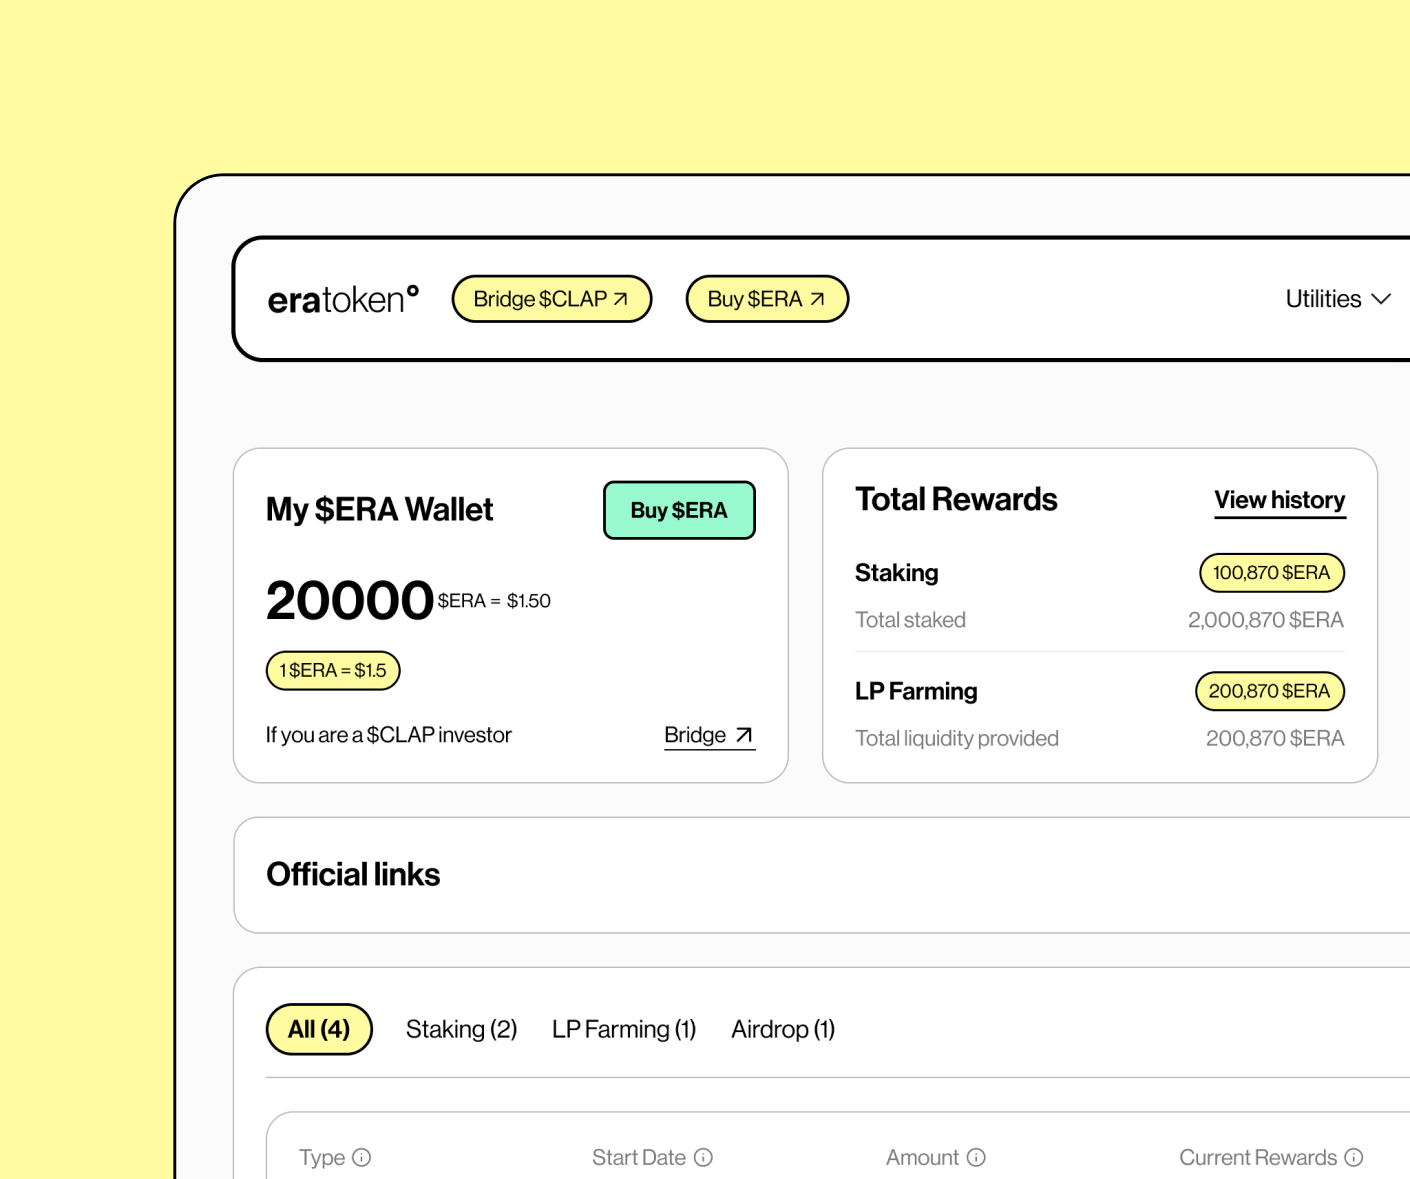 eratoken° Bridge $CLAP ↗ Buy $ERA ↗ Utilities
My $ERA Wallet Buy $ERA
20000 $ERA = $1.50
1 $ERA = $1.5
If you are a $CLAP investor Bridge ↗
Total Rewards View history
Staking 100,870 $ERA
Total staked 2,000,870 $ERA
LP Farming 200,870 $ERA
Total liquidity provided 200,870 $ERA
Official links
All (4) Staking (2) LP Farming (1) Airdrop (1)
Type Start Date Amount Current Rewards